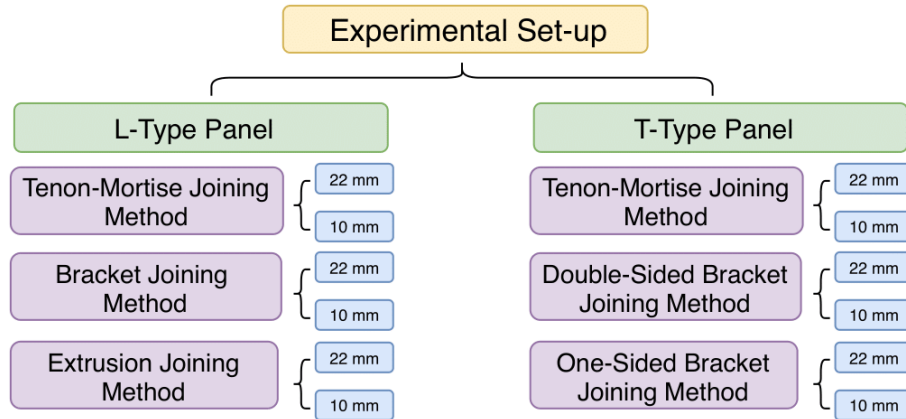 Experimental Set-up
L-Type Panel
Tenon-Mortise Joining
Method
22 mm
10 mm
Bracket Joining
Method
22 mm
10 mm
Extrusion Joining
Method
22 mm
10 mm
T-Type Panel
Tenon-Mortise Joining
Method
22 mm
10 mm
Double-Sided Bracket
Joining Method
22 mm
10 mm
One-Sided Bracket
Joining Method
22 mm
10 mm